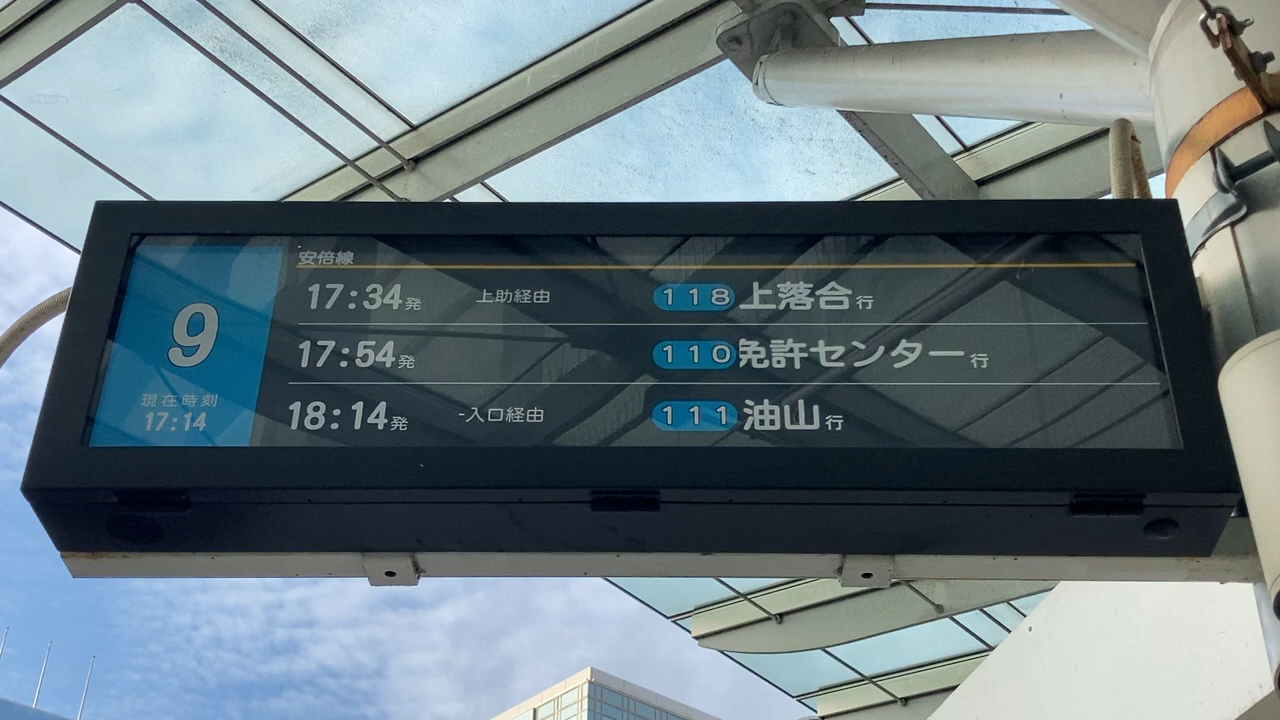 安倍線
9
現在時刻
17:14
17:34発 上助経由 118 上落合行
17:54発 110 免許センター行
18:14発 -入口経由 111 油山行